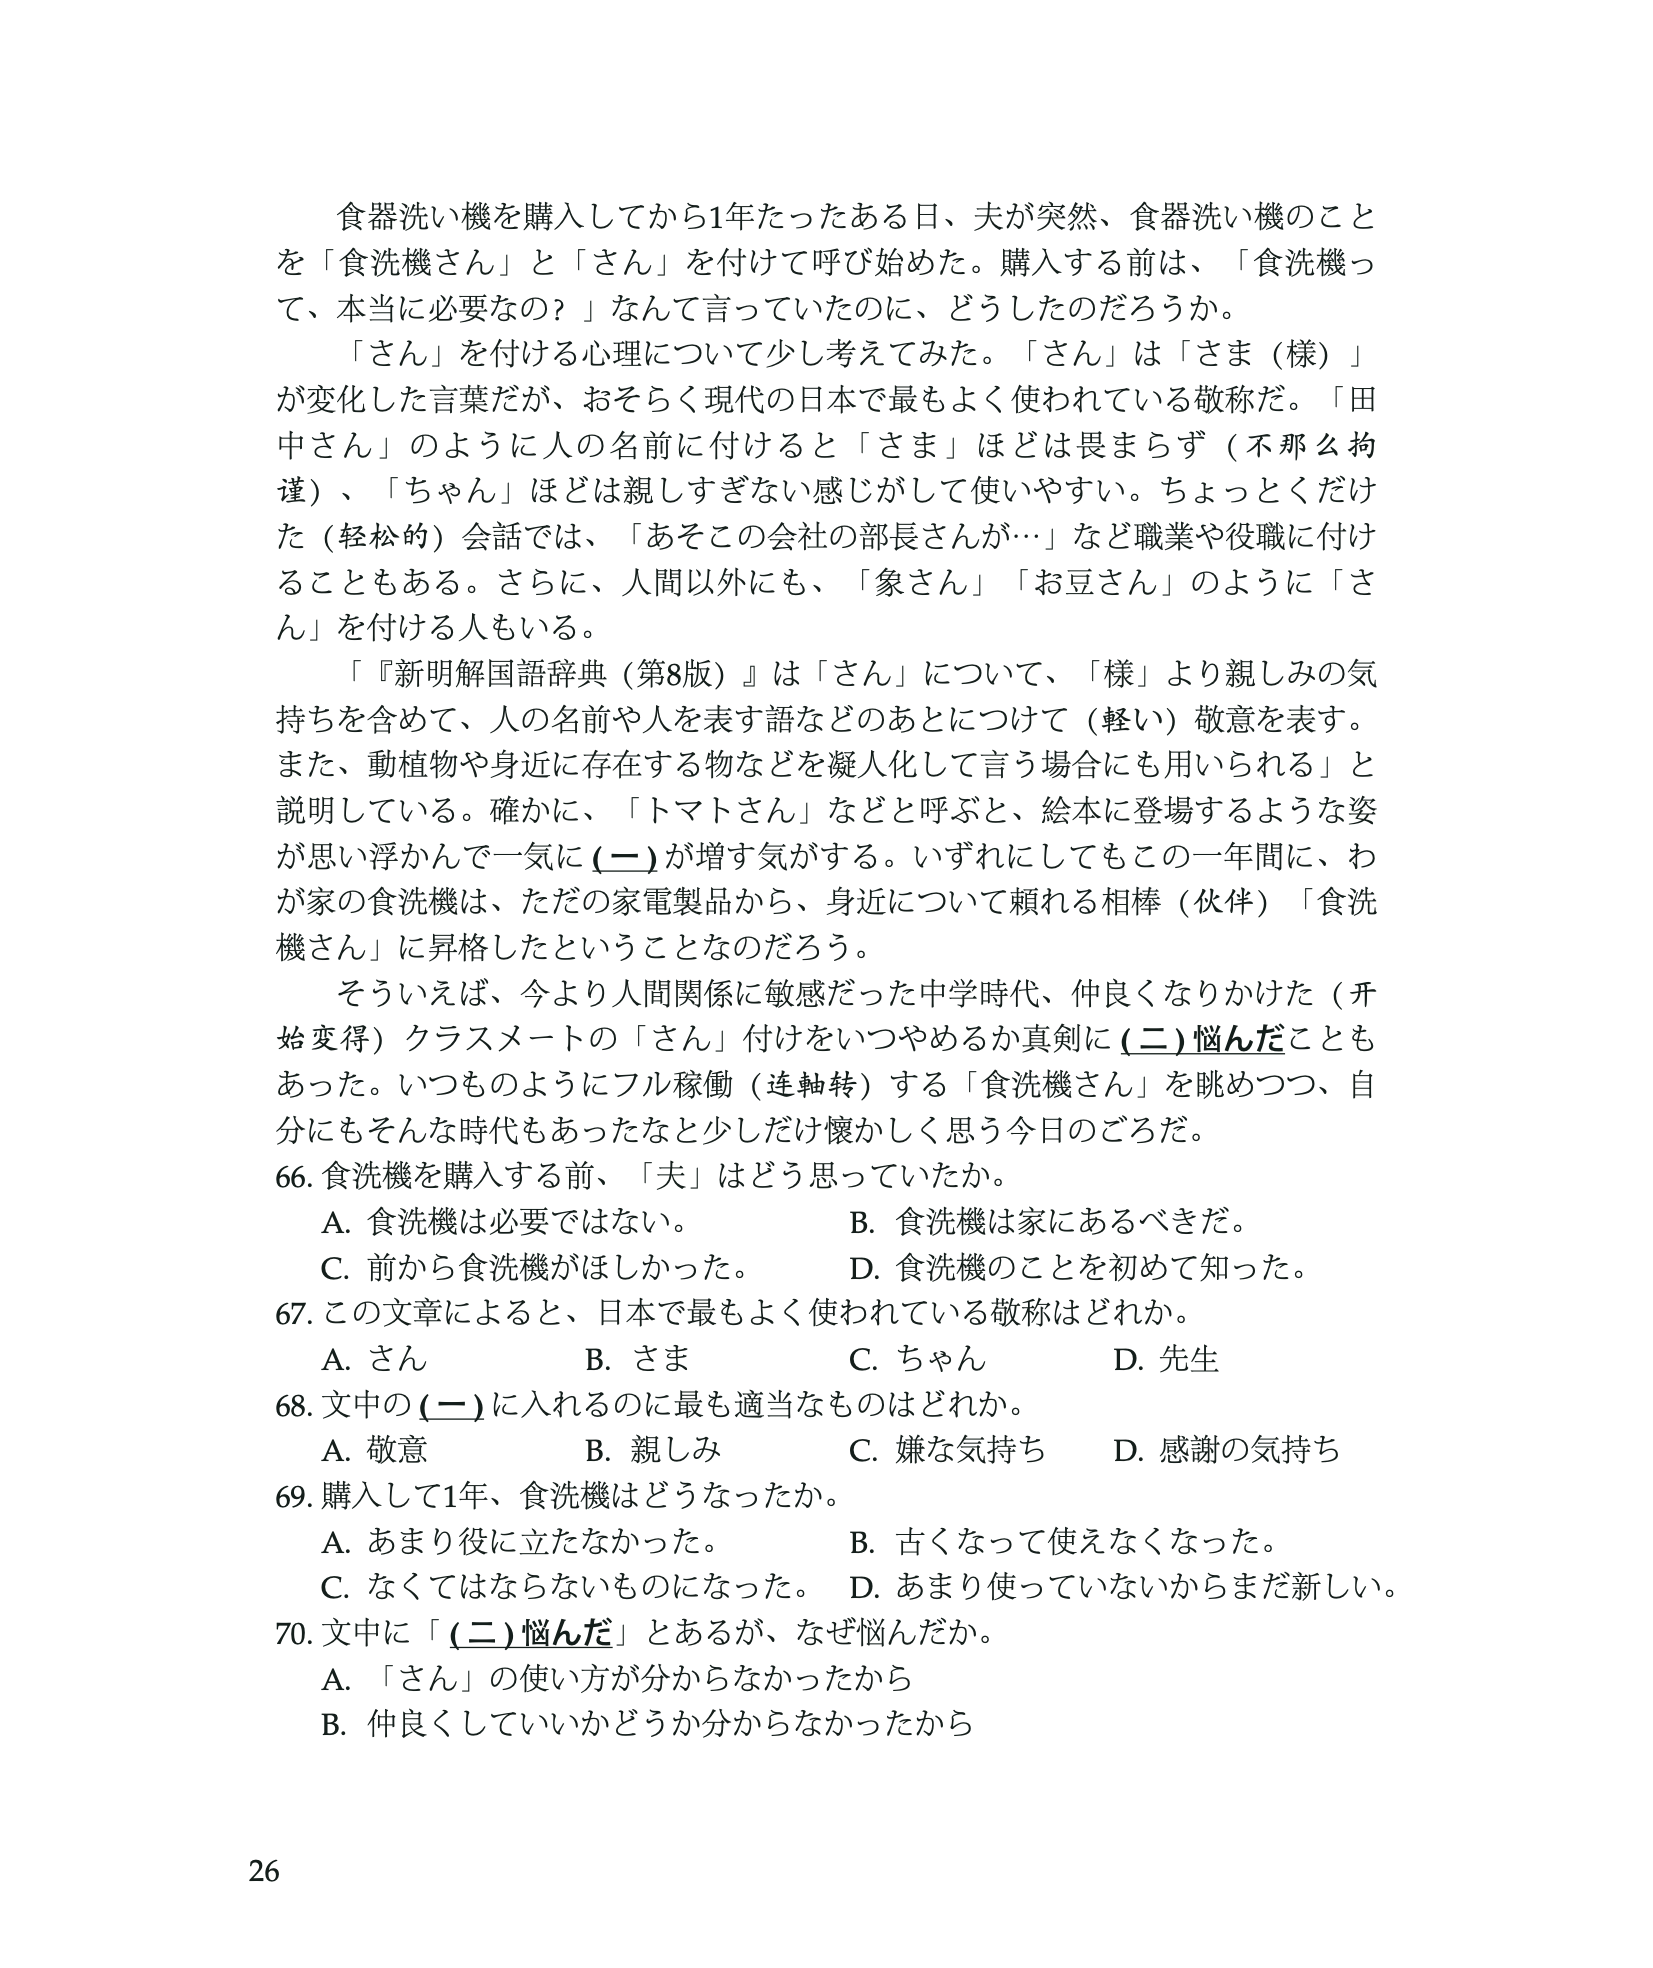 食器洗い機を購入してから1年たったある日、夫が突然、食器洗い機のこと
を「食洗機さん」と「さん」を付けて呼び始めた。購入する前は、「食洗機っ
て、本当に必要なの？」なんて言っていたのに、どうしたのだろうか。
「さん」を付ける心理について少し考えてみた。「さん」は「さま（様）」
が変化した言葉だが、おそらく現代の日本で最もよく使われている敬称だ。「田
中さん」のように人の名前に付けると「さま」ほどは畏まらず（不那么拘
谨）、「ちゃん」ほどは親しすぎない感じがして使いやすい。ちょっとくだけ
た（轻松的）会話では、「あそこの会社の部長さんが…」など職業や役職に付け
ることもある。さらに、人間以外にも、「象さん」「お豆さん」のように「さ
ん」を付ける人もいる。
「『新明解国語辞典（第8版）』は「さん」について、「様」より親しみの気
持ちを含めて、人の名前や人を表す語などのあとにつけて（軽い）敬意を表す。
また、動植物や身近に存在する物などを凝人化して言う場合にも用いられる」と
説明している。確かに、「トマトさん」などと呼ぶと、絵本に登場するような姿
が思い浮かんで一気に(一)が増す気がする。いずれにしてもこの一年間に、わ
が家の食洗機は、ただの家電製品から、身近について頼れる相棒（伙伴）「食洗
機さん」に昇格したということなのだろう。
そういえば、今より人間関係に敏感だった中学時代、仲良くなりかけた（开
始变得）クラスメートの「さん」付けをいつやめるか真剣に(二)悩んだことも
あった。いつものようにフル稼働（连軸转）する「食洗機さん」を眺めつつ、自
分にもそんな時代もあったなと少しだけ懐かしく思う今日のごろだ。
66. 食洗機を購入する前、「夫」はどう思っていたか。
A. 食洗機は必要ではない。 B. 食洗機は家にあるべきだ。
C. 前から食洗機がほしかった。 D. 食洗機のことを初めて知った。
67. この文章によると、日本で最もよく使われている敬称はどれか。
A. さん B. さま C. ちゃん D. 先生
68. 文中の(一)に入れるのに最も適当なものはどれか。
A. 敬意 B. 親しみ C. 嫌な気持ち D. 感謝の気持ち
69. 購入して1年、食洗機はどうなったか。
A. あまり役に立たなかった。 B. 古くなって使えなくなった。
C. なくてはならないものになった。 D. あまり使っていないからまだ新しい。
70. 文中に「(二)悩んだ」とあるが、なぜ悩んだか。
A. 「さん」の使い方が分からなかったから
B. 仲良くしていいかどうか分からなかったから
26